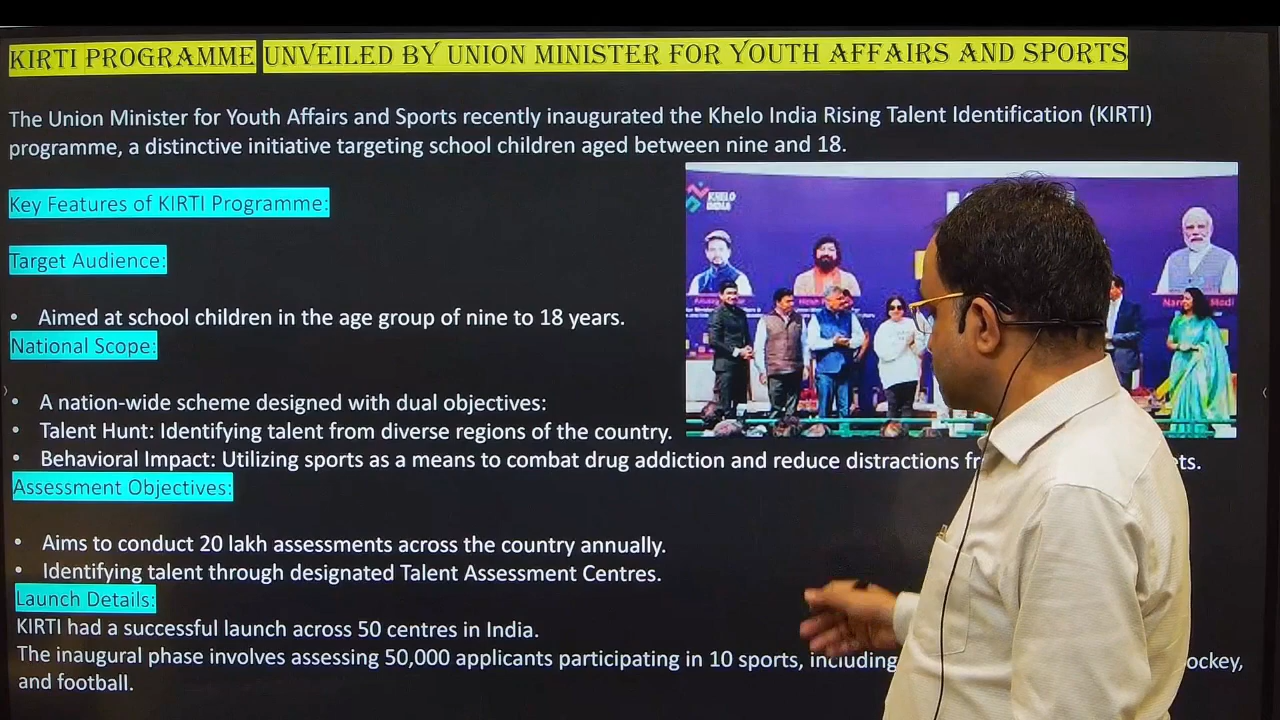 KIRTI PROGRAMME UNVEILED BY UNION MINISTER FOR YOUTH AFFAIRS AND SPORTS
The Union Minister for Youth Affairs and Sports recently inaugurated the Khelo India Rising Talent Identification (KIRTI)
programme, a distinctive initiative targeting school children aged between nine and 18.
KHELO
INDIA
Narendra Modi
Key Features of KIRTI Programme:
Target Audience:
• Aimed at school children in the age group of nine to 18 years.
National Scope:
• A nation-wide scheme designed with dual objectives:
• Talent Hunt: Identifying talent from diverse regions of the country.
• Behavioral Impact: Utilizing sports as a means to combat drug addiction and reduce distractions
Assessment Objectives:
• Aims to conduct 20 lakh assessments across the country annually.
• Identifying talent through designated Talent Assessment Centres.
Launch Details:
KIRTI had a successful launch across 50 centres in India.
The inaugural phase involves assessing 50,000 applicants participating in 10 sports, including
and football.